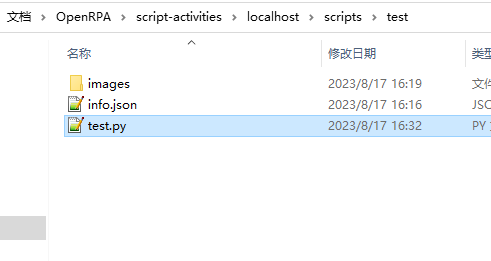 文档 > OpenRPA > script-activities > localhost > scripts > test
名称 修改日期 类
images 2023/8/17 16:19 文件
info.json 2023/8/17 16:16 JSC
test.py 2023/8/17 16:32 PY